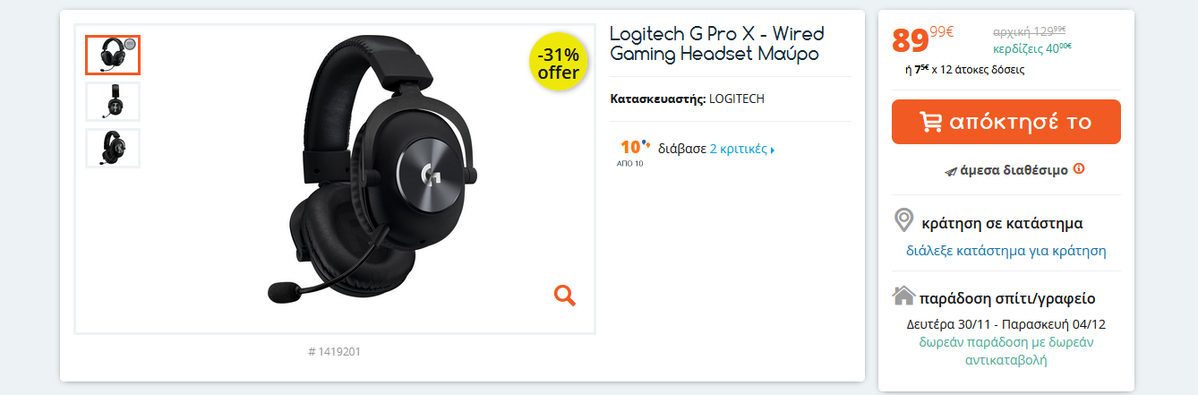 -31%
offer
# 1419201
Logitech G Pro X - Wired
Gaming Headset Μαύρο
Κατασκευαστής: LOGITECH
10
ΑΠΟ 10
διάβασε 2 κριτικές
89,99€
αρχική 129,99€
κερδίζεις 40,00€
ή 7,5€ x 12 άτοκες δόσεις
απόκτησέ το
άμεσα διαθέσιμο
κράτηση σε κατάστημα
διάλεξε κατάστημα για κράτηση
παράδοση σπίτι/γραφείο
Δευτέρα 30/11 - Παρασκευή 04/12
δωρεάν παράδοση με δωρεάν
αντικαταβολή